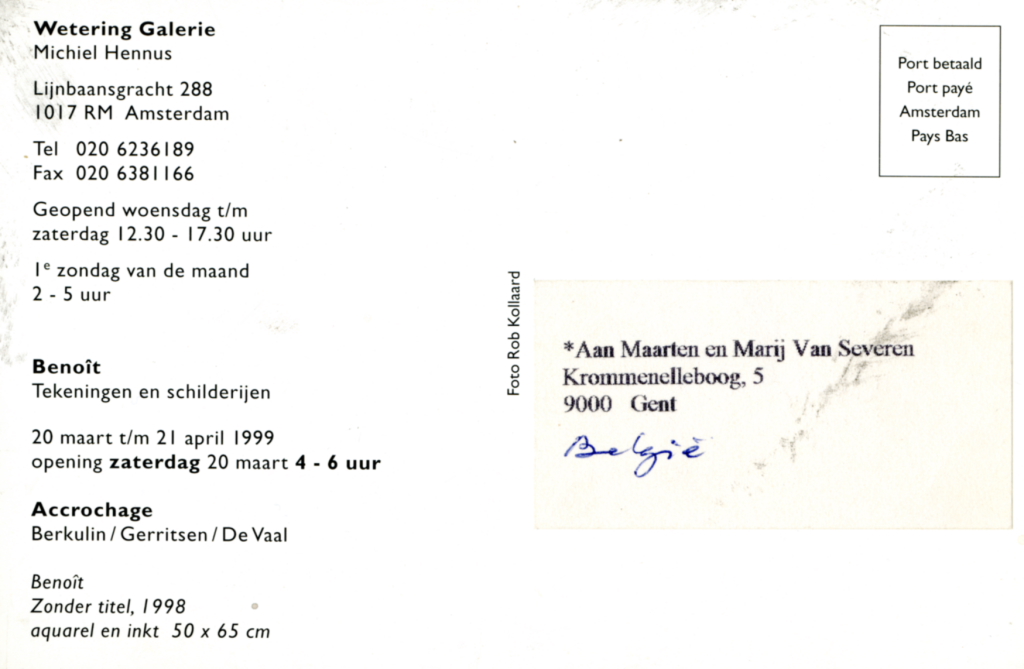 Wetering Galerie
Michiel Hennus
Lijnbaansgracht 288
1017 RM Amsterdam
Tel 020 6236189
Fax 020 6381166
Geopend woensdag t/m
zaterdag 12.30 - 17.30 uur
1e zondag van de maand
2 - 5 uur
Benoît
Tekeningen en schilderijen
20 maart t/m 21 april 1999
opening zaterdag 20 maart 4 - 6 uur
Accrochage
Berkulin / Gerritsen / De Vaal
Benoît
Zonder titel, 1998
aquarel en inkt 50 x 65 cm
Foto Rob Kollaard
Port betaald
Port payé
Amsterdam
Pays Bas
*Aan Maarten en Marij Van Severen
Krommenelleboog, 5
9000 Gent
België